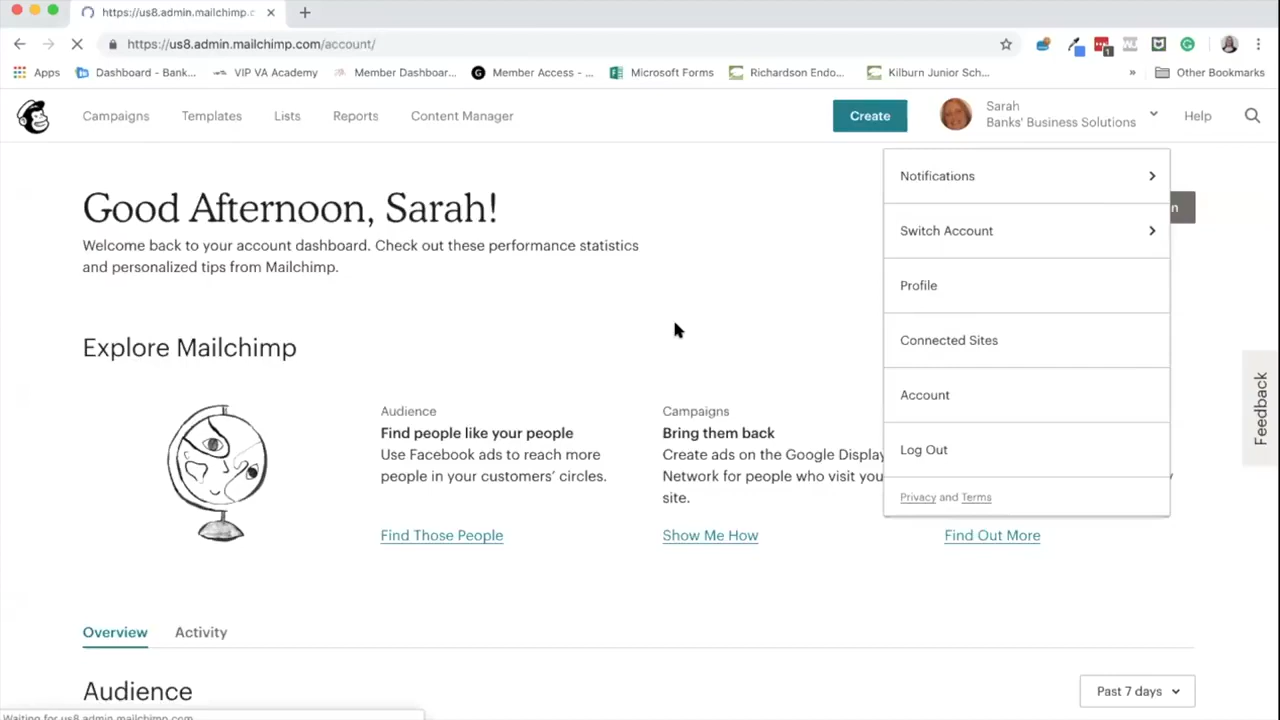 https://us8.admin.mailchimp.c
https://us8.admin.mailchimp.com/account/
Apps
Dashboard - Bank...
VIP VA Academy
Member Dashboar...
Member Access - ...
Microsoft Forms
Richardson Endo...
Kilburn Junior Sch...
»
Other Bookmarks
1
Campaigns
Templates
Lists
Reports
Content Manager
Create
Sarah
Banks' Business Solutions
Help
Notifications
Switch Account
Profile
Connected Sites
Account
Log Out
Privacy and Terms
n
Good Afternoon, Sarah!
Welcome back to your account dashboard. Check out these performance statistics
and personalized tips from Mailchimp.
Explore Mailchimp
Audience
Find people like your people
Use Facebook ads to reach more
people in your customers' circles.
Find Those People
Campaigns
Bring them back
Create ads on the Google Display
Network for people who visit you
site.
Show Me How
Find Out More
Feedback
Overview
Activity
Audience
Past 7 days
Waiting for us8.admin.mailchimp.com